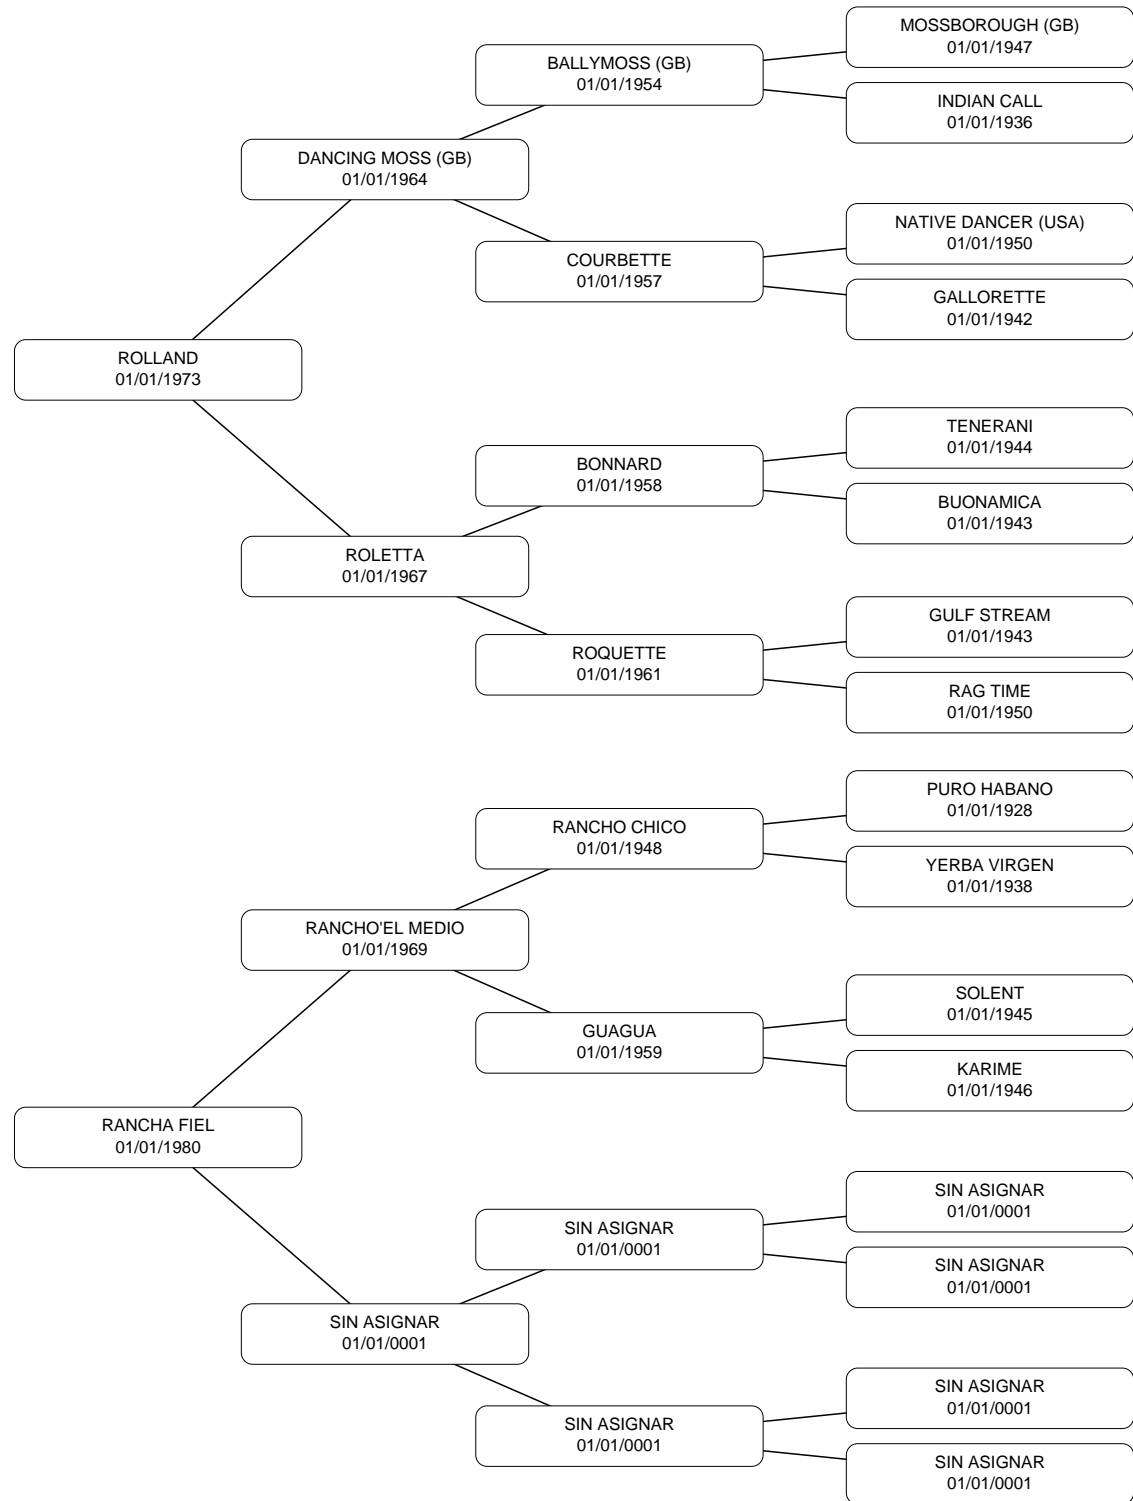 MOSSBOROUGH (GB)
01/01/1947
BALLYMOSS (GB)
01/01/1954
INDIAN CALL
01/01/1936
DANCING MOSS (GB)
01/01/1964
NATIVE DANCER (USA)
01/01/1950
COURBETTE
01/01/1957
GALLORETTE
01/01/1942
ROLLAND
01/01/1973
TENERANI
01/01/1944
BONNARD
01/01/1958
BUONAMICA
01/01/1943
ROLETTA
01/01/1967
GULF STREAM
01/01/1943
ROQUETTE
01/01/1961
RAG TIME
01/01/1950
PURO HABANO
01/01/1928
RANCHO CHICO
01/01/1948
YERBA VIRGEN
01/01/1938
RANCHO'EL MEDIO
01/01/1969
SOLENT
01/01/1945
GUAGUA
01/01/1959
KARIME
01/01/1946
RANCHA FIEL
01/01/1980
SIN ASIGNAR
01/01/0001
SIN ASIGNAR
01/01/0001
SIN ASIGNAR
01/01/0001
SIN ASIGNAR
01/01/0001
SIN ASIGNAR
01/01/0001
SIN ASIGNAR
01/01/0001
SIN ASIGNAR
01/01/0001